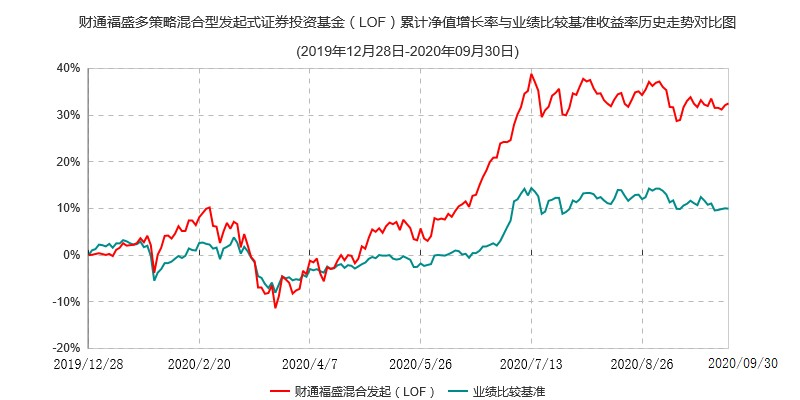 财通福盛多策略混合型发起式证券投资基金（LOF）累计净值增长率与业绩比较基准收益率历史走势对比图
(2019年12月28日-2020年09月30日)
40%
30%
20%
10%
0%
-10%
-20%
2019/12/28 2020/2/20 2020/4/7 2020/5/26 2020/7/13 2020/8/26 2020/09/30
财通福盛混合发起（LOF） 业绩比较基准